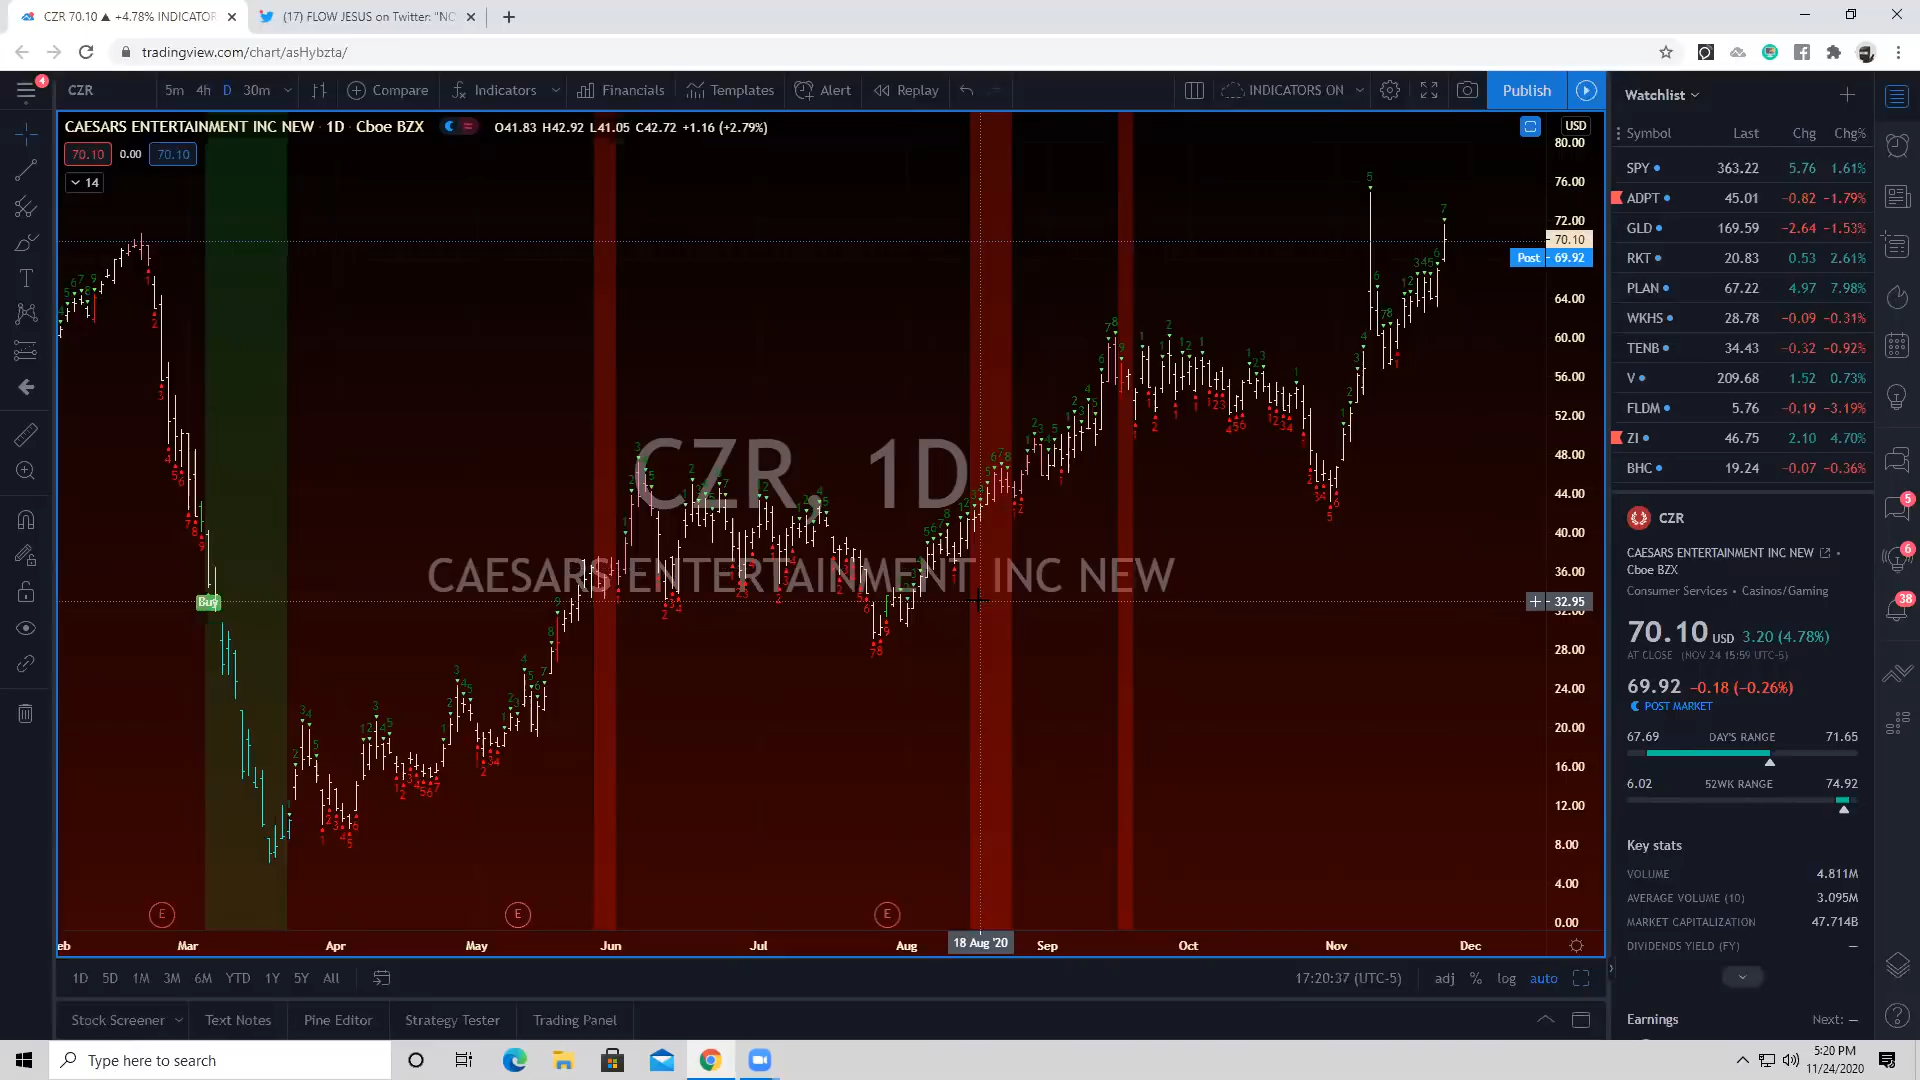 CZR 70.10 ▲ +4.78% INDICATOR
(17) FLOW JESUS on Twitter: "NO
tradingview.com/chart/asHybzta/
4
CZR 5m 4h D 30m Compare Indicators Financials Templates Alert Replay INDICATORS ON Publish
CAESARS ENTERTAINMENT INC NEW · 1D · Cboe BZX O41.83 H42.92 L41.05 C42.72 +1.16 (+2.79%)
70.10 0.00 70.10
14
CZR, 1D
CAESARS ENTERTAINMENT INC NEW
Buy
E E E
USD
80.00
76.00
72.00
70.10
Post 69.92
64.00
60.00
56.00
52.00
48.00
44.00
40.00
36.00
32.95
28.00
24.00
20.00
16.00
12.00
8.00
4.00
0.00
eb Mar Apr May Jun Jul Aug 18 Aug '20 Sep Oct Nov Dec
1D 5D 1M 3M 6M YTD 1Y 5Y All 17:20:37 (UTC-5) adj % log auto
Stock Screener Text Notes Pine Editor Strategy Tester Trading Panel
Watchlist
Symbol Last Chg Chg%
SPY 363.22 5.76 1.61%
ADPT 45.01 −0.82 −1.79%
GLD 169.59 −2.64 −1.53%
RKT 20.83 0.53 2.61%
PLAN 67.22 4.97 7.98%
WKHS 28.78 −0.09 −0.31%
TENB 34.43 −0.32 −0.92%
V 209.68 1.52 0.73%
FLDM 5.76 −0.19 −3.19%
ZI 46.75 2.10 4.70%
BHC 19.24 −0.07 −0.36%
CZR
CAESARS ENTERTAINMENT INC NEW
Cboe BZX
Consumer Services • Casinos/Gaming
70.10 USD 3.20 (4.78%)
AT CLOSE (NOV 24 15:59 UTC-5)
69.92 −0.18 (−0.26%)
POST MARKET
67.69 DAY'S RANGE 71.65
6.02 52WK RANGE 74.92
Key stats
VOLUME 4.811M
AVERAGE VOLUME (10) 3.095M
MARKET CAPITALIZATION 47.714B
DIVIDENDS YIELD (FY) —
Earnings Next: —
5
6
38
Type here to search
5:20 PM
11/24/2020